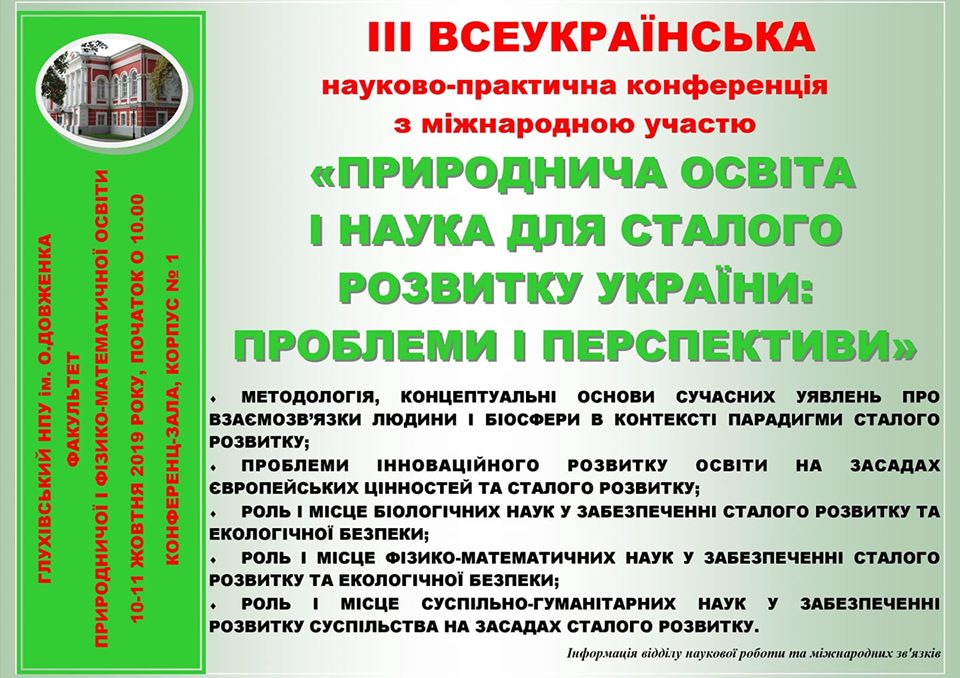 ГЛУХІВСЬКИЙ НПУ ім. О.ДОВЖЕНКА
ФАКУЛЬТЕТ
ПРИРОДНИЧОЇ І ФІЗИКО-МАТЕМАТИЧНОЇ ОСВІТИ
10-11 ЖОВТНЯ 2019 РОКУ, ПОЧАТОК О 10.00
КОНФЕРЕНЦ-ЗАЛА, КОРПУС № 1
ІІІ ВСЕУКРАЇНСЬКА
науково-практична конференція
з міжнародною участю
«ПРИРОДНИЧА ОСВІТА
І НАУКА ДЛЯ СТАЛОГО
РОЗВИТКУ УКРАЇНИ:
ПРОБЛЕМИ І ПЕРСПЕКТИВИ»
⬧ МЕТОДОЛОГІЯ, КОНЦЕПТУАЛЬНІ ОСНОВИ СУЧАСНИХ УЯВЛЕНЬ ПРО
ВЗАЄМОЗВ’ЯЗКИ ЛЮДИНИ І БІОСФЕРИ В КОНТЕКСТІ ПАРАДИГМИ СТАЛОГО
РОЗВИТКУ;
⬧ ПРОБЛЕМИ ІННОВАЦІЙНОГО РОЗВИТКУ ОСВІТИ НА ЗАСАДАХ
ЄВРОПЕЙСЬКИХ ЦІННОСТЕЙ ТА СТАЛОГО РОЗВИТКУ;
⬧ РОЛЬ І МІСЦЕ БІОЛОГІЧНИХ НАУК У ЗАБЕЗПЕЧЕННІ СТАЛОГО РОЗВИТКУ ТА
ЕКОЛОГІЧНОЇ БЕЗПЕКИ;
⬧ РОЛЬ І МІСЦЕ ФІЗИКО-МАТЕМАТИЧНИХ НАУК У ЗАБЕЗПЕЧЕННІ СТАЛОГО
РОЗВИТКУ ТА ЕКОЛОГІЧНОЇ БЕЗПЕКИ;
⬧ РОЛЬ І МІСЦЕ СУСПІЛЬНО-ГУМАНІТАРНИХ НАУК У ЗАБЕЗПЕЧЕННІ
РОЗВИТКУ СУСПІЛЬСТВА НА ЗАСАДАХ СТАЛОГО РОЗВИТКУ.
Інформація відділу наукової роботи та міжнародних зв'язків